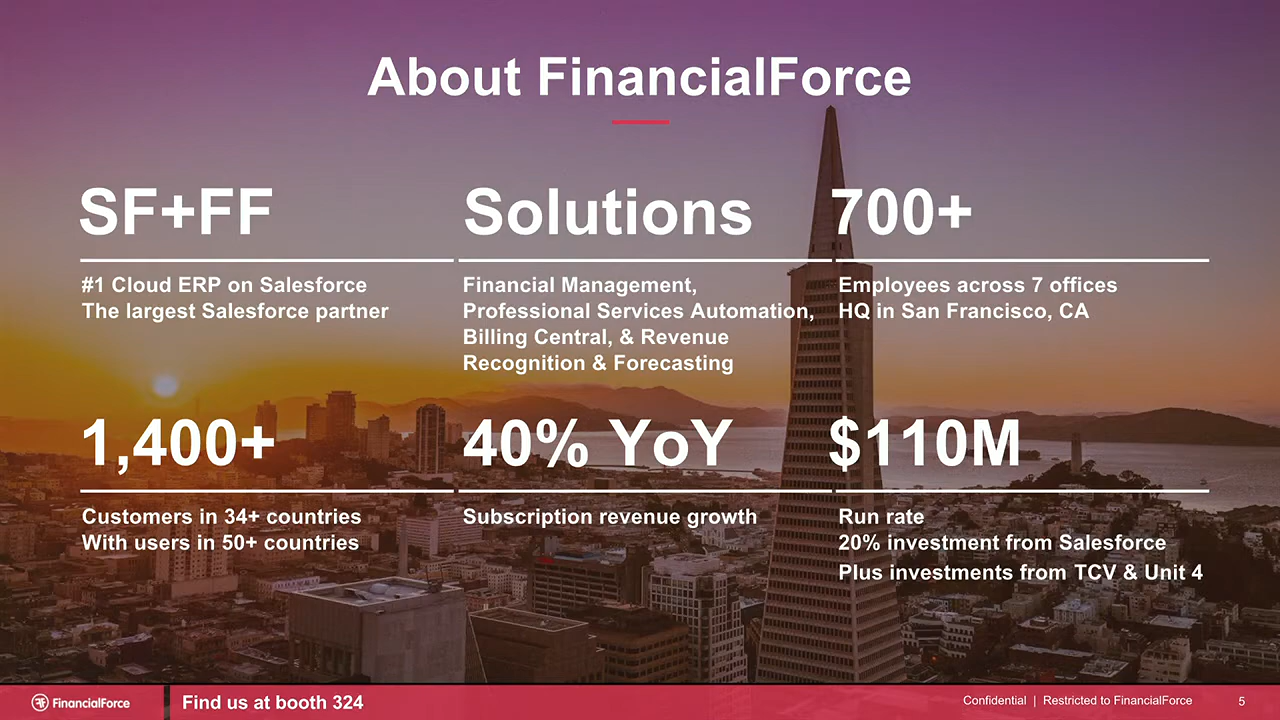 About FinancialForce
SF+FF
#1 Cloud ERP on Salesforce
The largest Salesforce partner
Solutions
Financial Management,
Professional Services Automation,
Billing Central, & Revenue
Recognition & Forecasting
700+
Employees across 7 offices
HQ in San Francisco, CA
1,400+
Customers in 34+ countries
With users in 50+ countries
40% YoY
Subscription revenue growth
$110M
Run rate
20% investment from Salesforce
Plus investments from TCV & Unit 4
FinancialForce
Find us at booth 324
Confidential | Restricted to FinancialForce
5